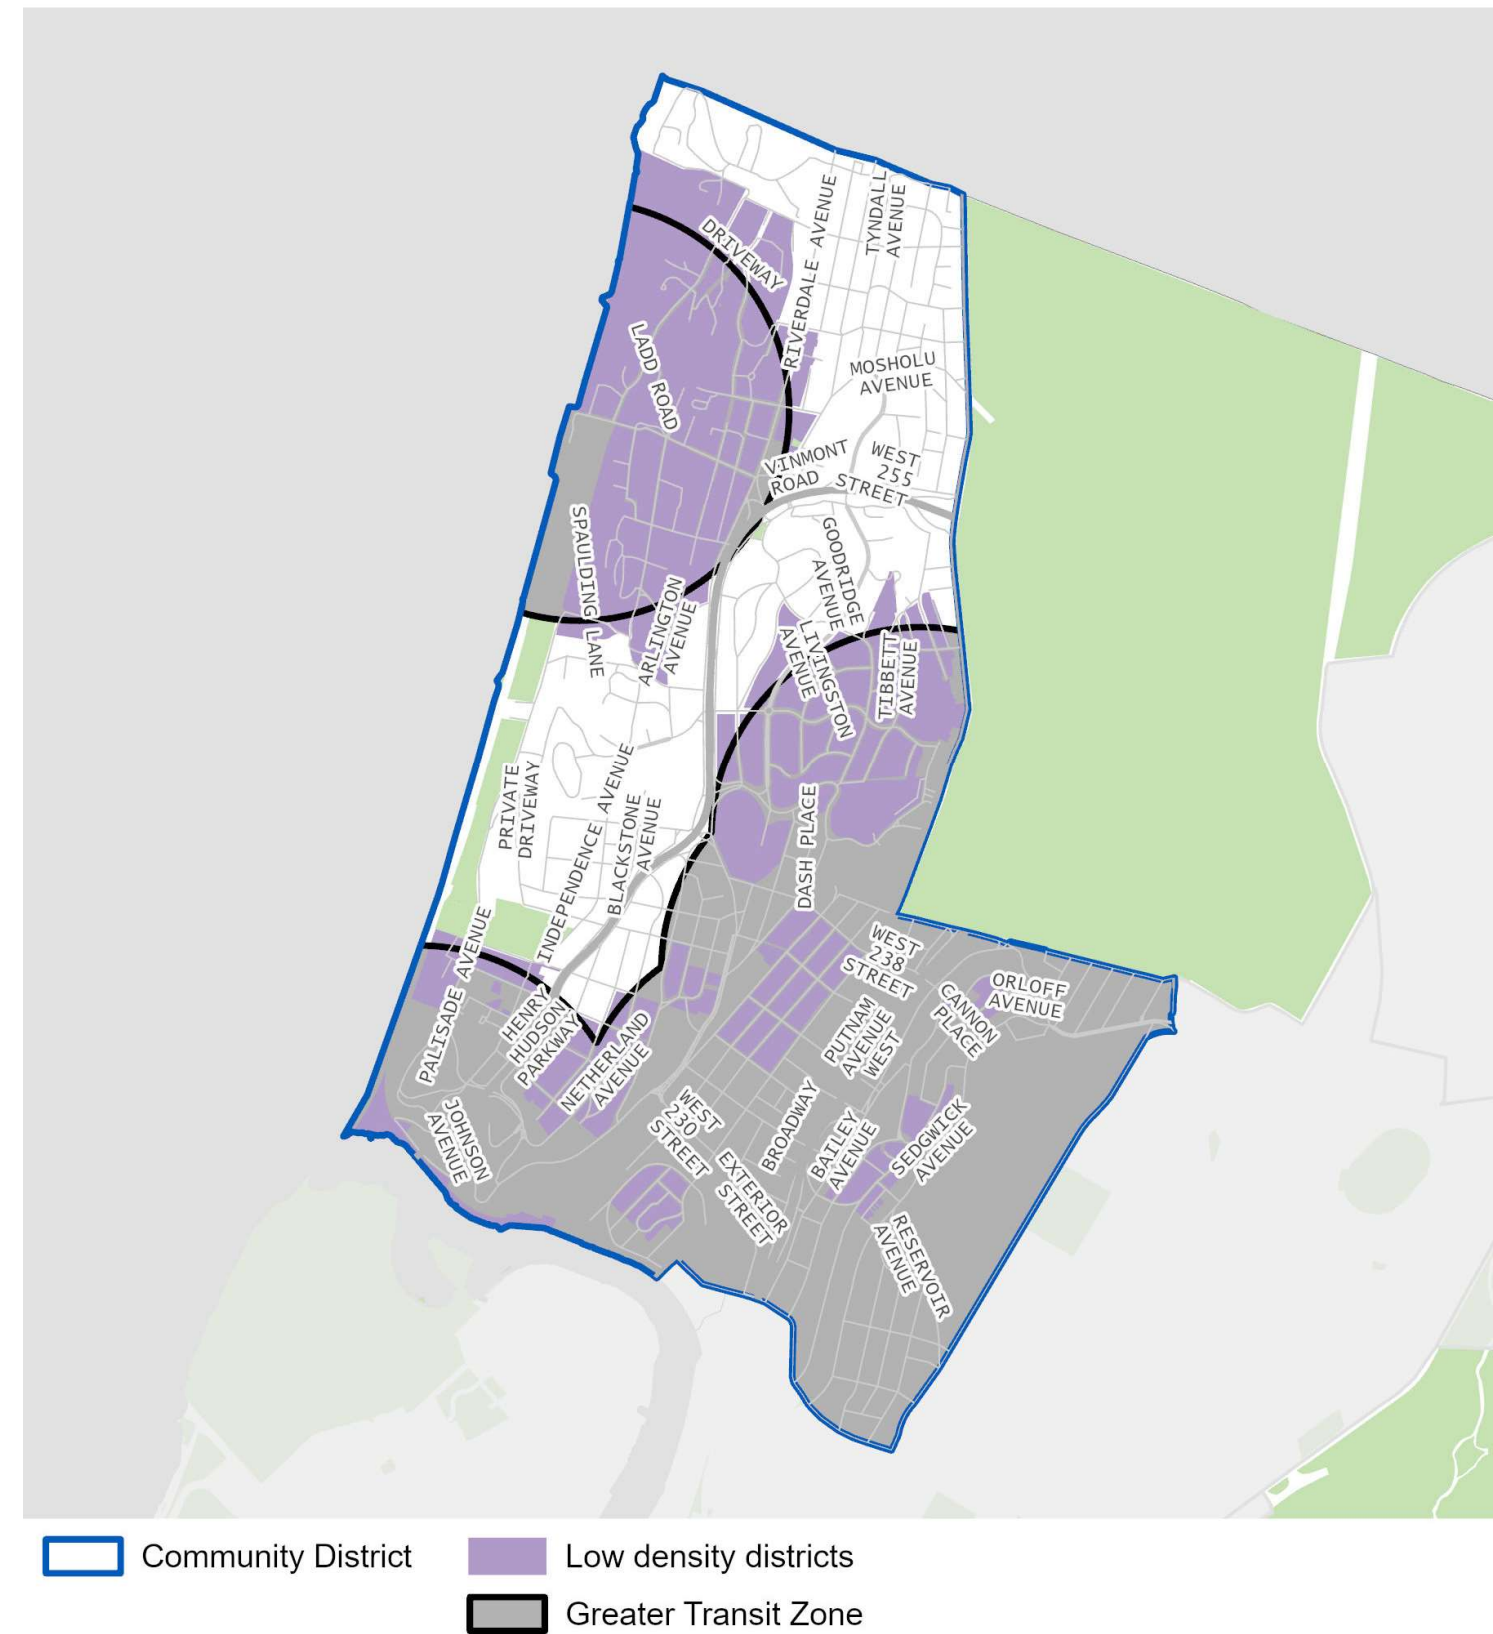 TYNDALL
AVENUE
RIVERDALE AVENUE
DRIVEWAY
LADD ROAD
MOSHOLU
AVENUE
VINMONT
ROAD
WEST
255
STREET
SPAULDING LANE
GOODRIDGE
AVENUE
ARLINGTON
AVENUE
LIVINGSTON
AVENUE
TIBBETT
AVENUE
PRIVATE
DRIVEWAY
INDEPENDENCE AVENUE
BLACKSTONE
AVENUE
DASH PLACE
PALISADE AVENUE
WEST
238
STREET
ORLOFF
AVENUE
CANNON
PLACE
HENRY
HUDSON
PARKWAY
NETHERLAND
AVENUE
PUTNAM
AVENUE
WEST
JOHNSON
AVENUE
WEST
230
STREET
BROADWAY
BAILEY
AVENUE
SEDGWICK
AVENUE
EXTERIOR
STREET
RESERVOIR
AVENUE
Community District
Low density districts
Greater Transit Zone